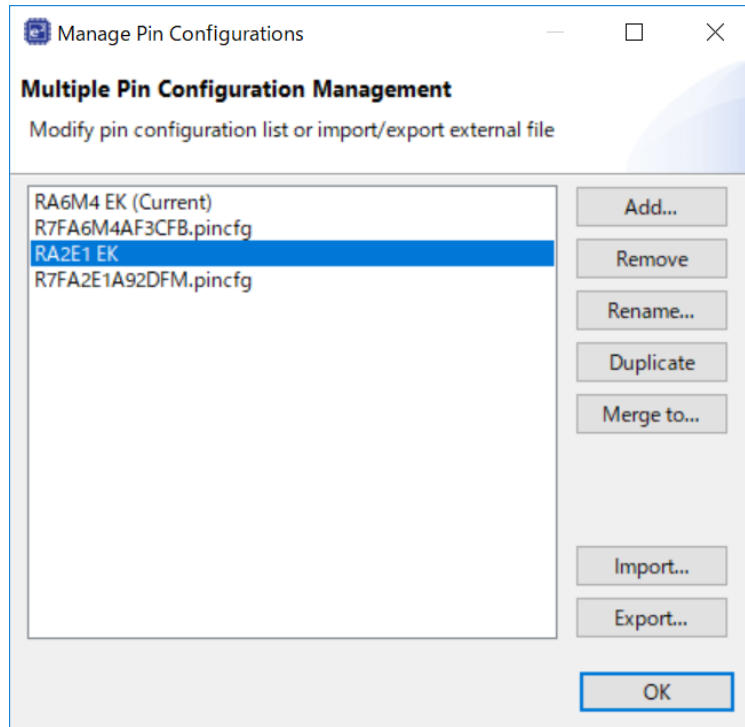 Manage Pin Configurations
Multiple Pin Configuration Management
Modify pin configuration list or import/export external file
RA6M4 EK (Current)
R7FA6M4AF3CFB.pincfg
RA2E1 EK
R7FA2E1A92DFM.pincfg
Add...
Remove
Rename...
Duplicate
Merge to...
Import...
Export...
OK